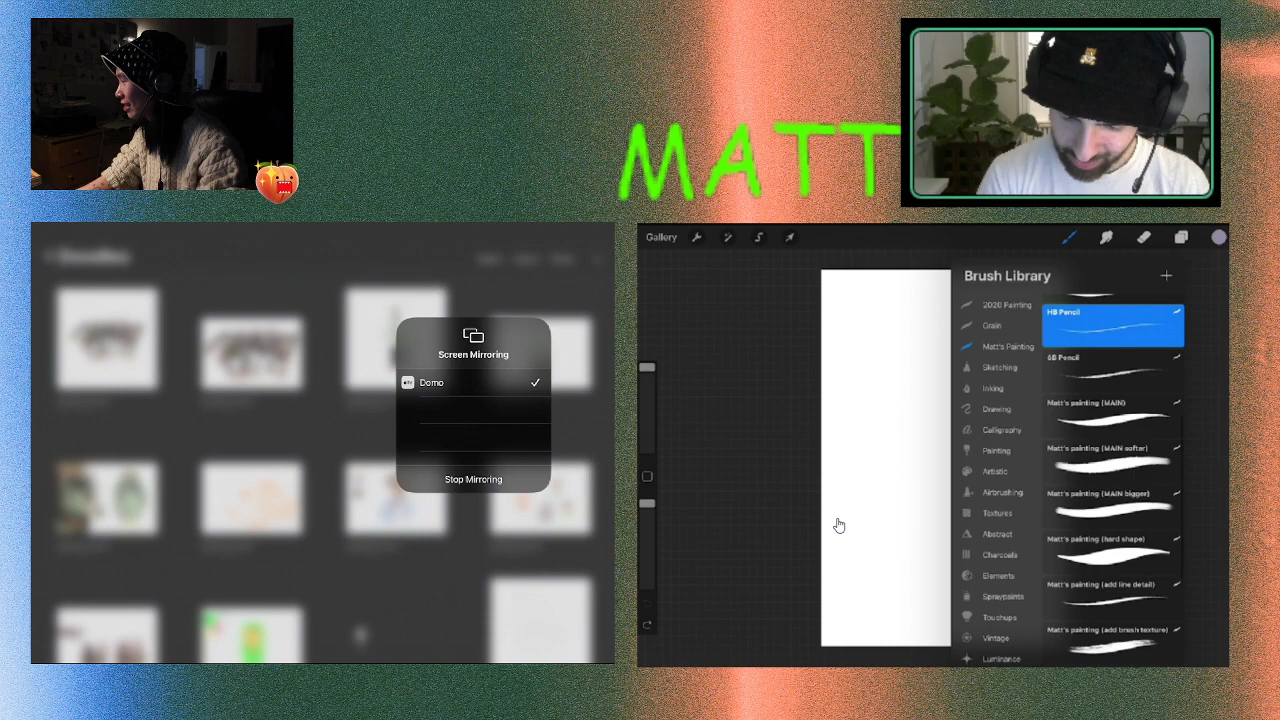 MATT
Doodles
Screen Mirroring
tv
Domo
Stop Mirroring
Gallery
Brush Library
2020 Painting
Grain
Matt's Painting
Sketching
Inking
Drawing
Calligraphy
Painting
Artistic
Airbrushing
Textures
Abstract
Charcoals
Elements
Spraypaints
Touchups
Vintage
Luminance
HB Pencil
6B Pencil
Matt's painting (MAIN)
Matt's painting (MAIN softer)
Matt's painting (MAIN bigger)
Matt's painting (hard shape)
Matt's painting (add line detail)
Matt's painting (add brush texture)